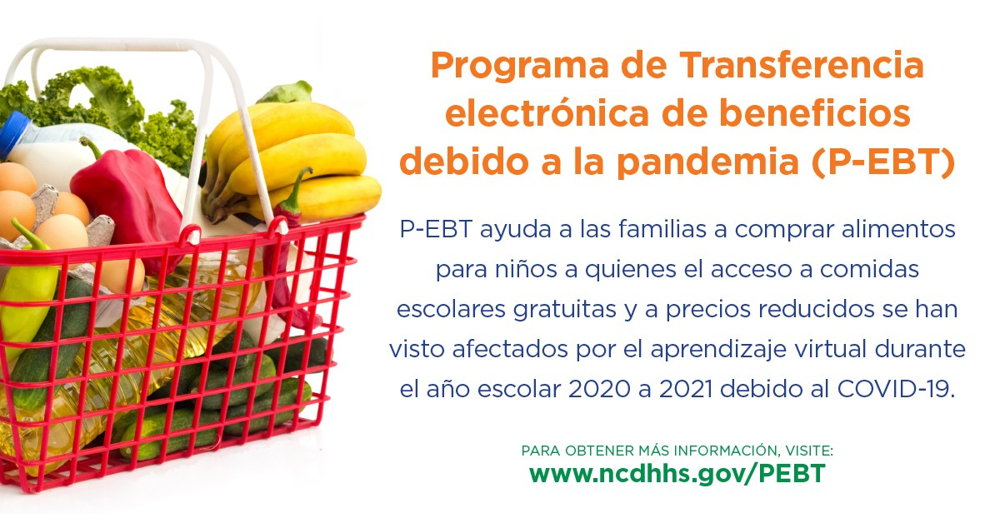 Programa de Transferencia
electrónica de beneficios
debido a la pandemia (P-EBT)
P-EBT ayuda a las familias a comprar alimentos
para niños a quienes el acceso a comidas
escolares gratuitas y a precios reducidos se han
visto afectados por el aprendizaje virtual durante
el año escolar 2020 a 2021 debido al COVID-19.
PARA OBTENER MÁS INFORMACIÓN, VISITE:
www.ncdhhs.gov/PEBT